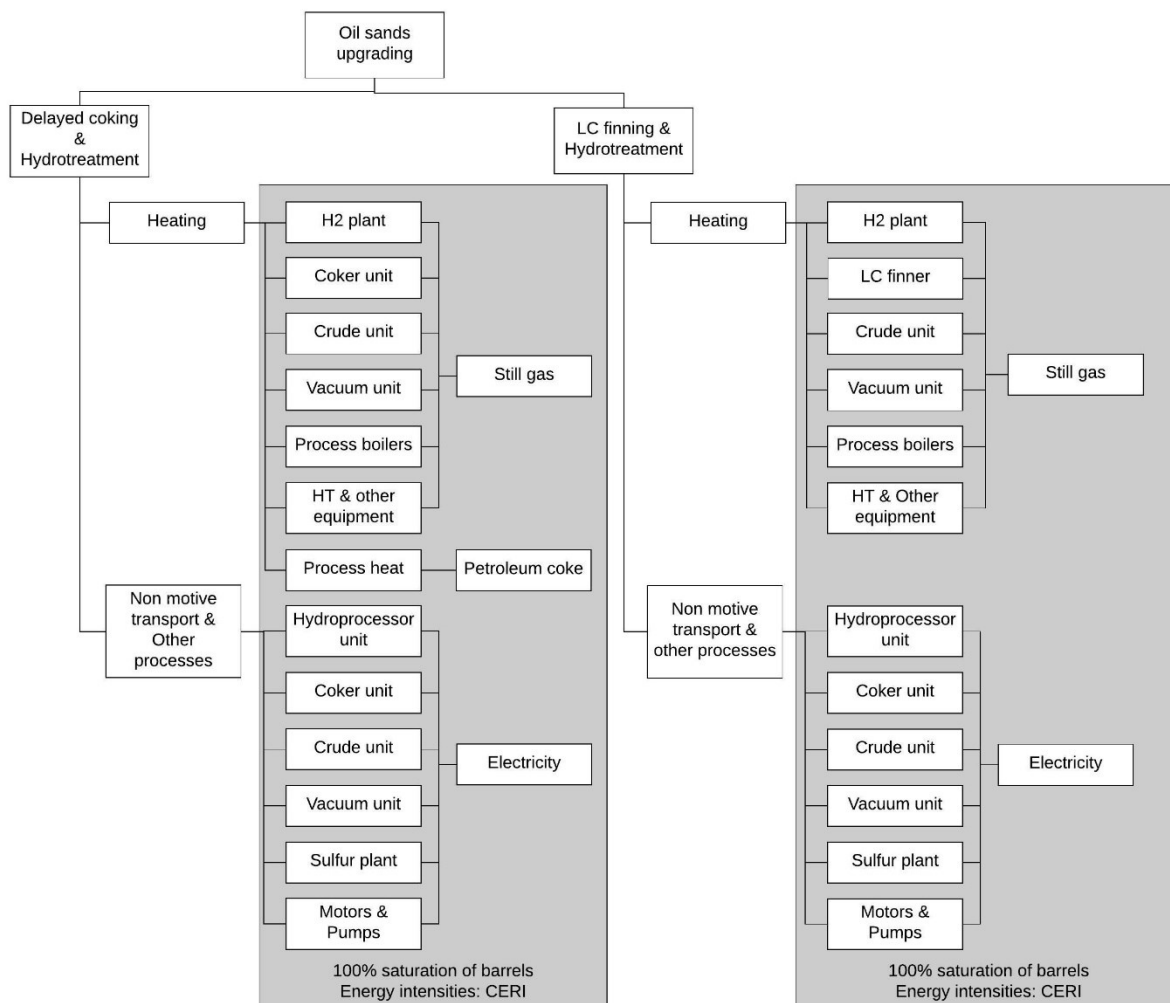 Oil sands
upgrading
Delayed coking
&
Hydrotreatment
Heating
H2 plant
Coker unit
Crude unit
Vacuum unit
Process boilers
HT & other
equipment
Still gas
Process heat
Petroleum coke
Non motive
transport &
Other
processes
Hydroprocessor
unit
Coker unit
Crude unit
Vacuum unit
Sulfur plant
Motors &
Pumps
Electricity
100% saturation of barrels
Energy intensities: CERI
LC finning &
Hydrotreatment
Heating
H2 plant
LC finner
Crude unit
Vacuum unit
Process boilers
HT & Other
equipment
Still gas
Non motive
transport &
other processes
Hydroprocessor
unit
Coker unit
Crude unit
Vacuum unit
Sulfur plant
Motors &
Pumps
Electricity
100% saturation of barrels
Energy intensities: CERI